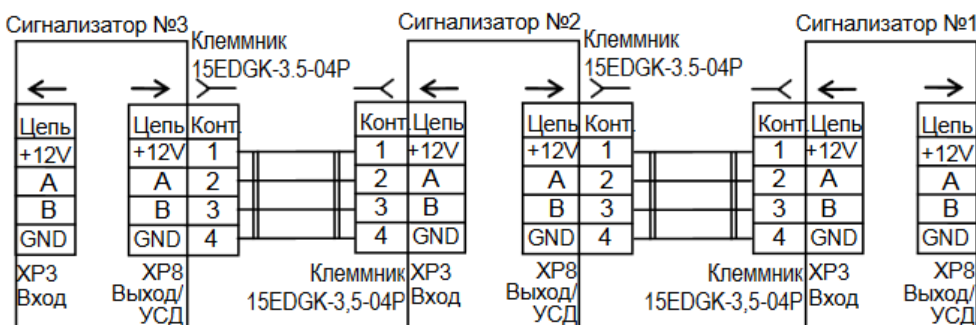 Сигнализатор №3
Сигнализатор №2
Сигнализатор №1
Клеммник
15EDGK-3.5-04P
Клеммник
15EDGK-3.5-04P
Цепь Цепь Конт. Конт. Цепь Цепь Конт. Конт. Цепь Цепь
+12V +12V 1 1 +12V +12V 1 1 +12V +12V
A A 2 2 A A 2 2 A A
B B 3 3 B B 3 3 B B
GND GND 4 4 GND GND 4 4 GND GND
XP3
Вход
XP8
Выход/
УСД
Клеммник
15EDGK-3,5-04P
XP3
Вход
XP8
Выход/
УСД
Клеммник
15EDGK-3,5-04P
XP3
Вход
XP8
Выход/
УСД